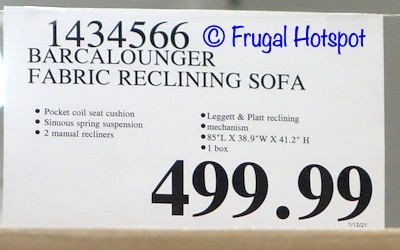 1434566 © Frugal Hotspot
BARCALOUNGER
FABRIC RECLINING SOFA
• Pocket coil seat cushion
• Sinuous spring suspension
• 2 manual recliners
• Leggett & Platt reclining
• mechanism
• 85"L X 38.9"W X 41.2" H
• 1 box
499.99
1/12/21